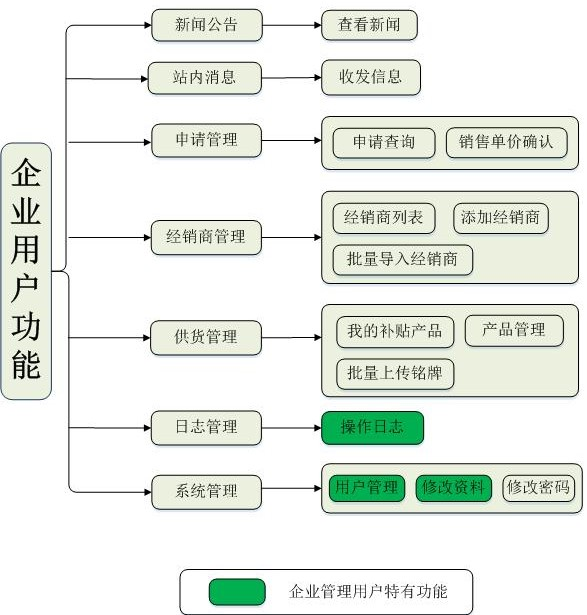 企业用户功能
新闻公告
查看新闻
站内消息
收发信息
申请管理
申请查询
销售单价确认
经销商管理
经销商列表
添加经销商
批量导入经销商
供货管理
我的补贴产品
产品管理
批量上传铭牌
日志管理
操作日志
系统管理
用户管理
修改资料
修改密码
企业管理用户特有功能